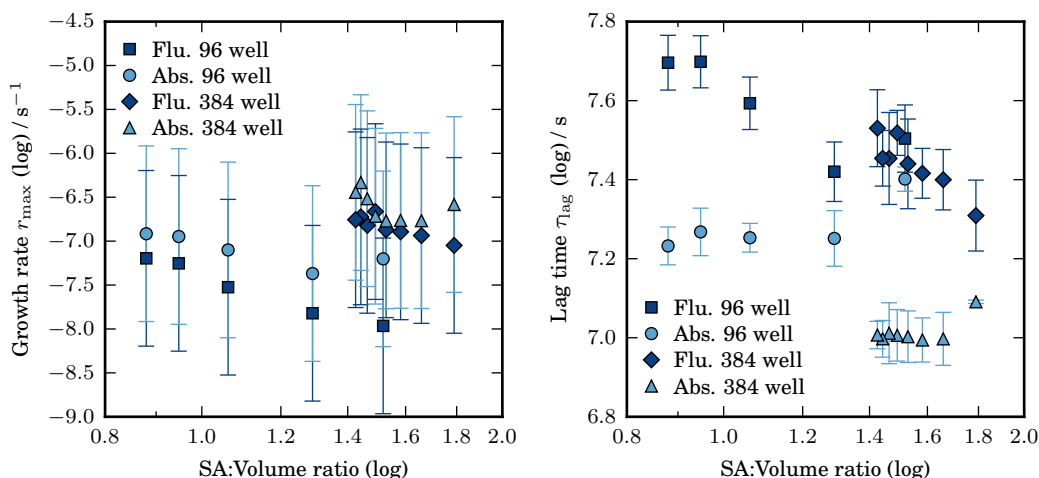 −4.5
−5.0
−5.5
−6.0
−6.5
−7.0
−7.5
−8.0
−8.5
−9.0
Growth rate r_max (log) / s⁻¹
Flu. 96 well
Abs. 96 well
Flu. 384 well
Abs. 384 well
0.8 1.0 1.2 1.4 1.6 1.8 2.0
SA:Volume ratio (log)
7.8
7.6
7.4
7.2
7.0
6.8
Lag time τ_lag (log) / s
Flu. 96 well
Abs. 96 well
Flu. 384 well
Abs. 384 well
0.8 1.0 1.2 1.4 1.6 1.8 2.0
SA:Volume ratio (log)